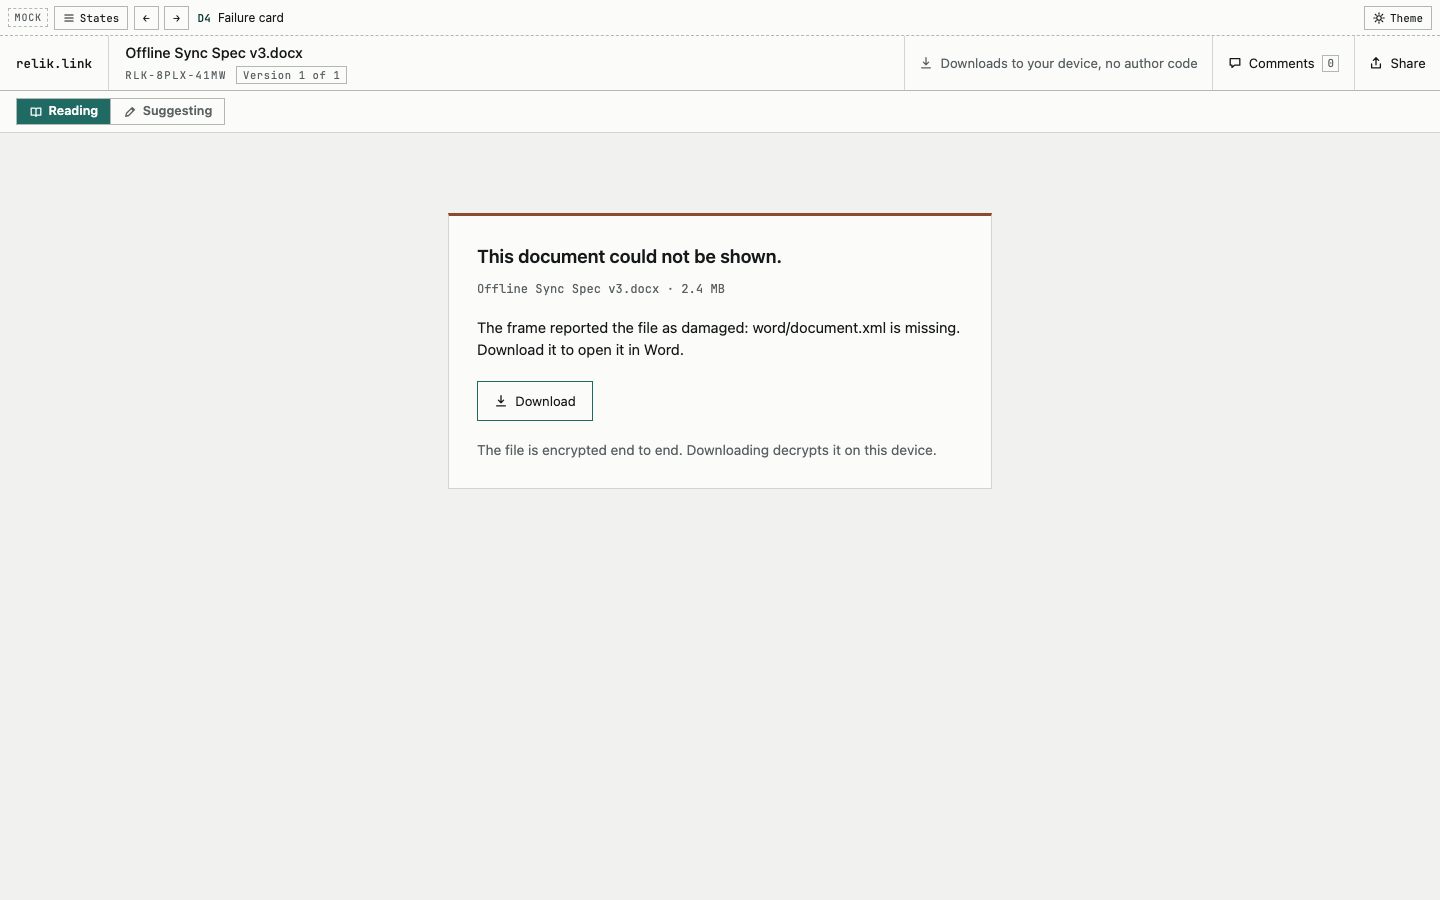 MOCK
States
←
→
D4 Failure card
Theme
relik.link
Offline Sync Spec v3.docx
RLK-8PLX-41MW Version 1 of 1
Downloads to your device, no author code
Comments 0
Share
Reading
Suggesting
This document could not be shown.
Offline Sync Spec v3.docx · 2.4 MB
The frame reported the file as damaged: word/document.xml is missing.
Download it to open it in Word.
Download
The file is encrypted end to end. Downloading decrypts it on this device.